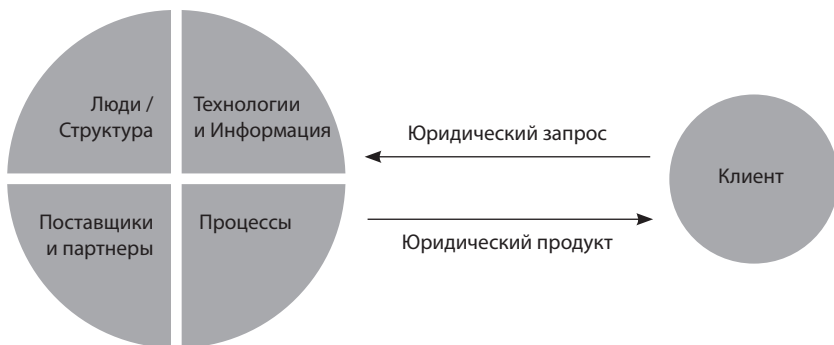 Люди /
Структура
Технологии
и Информация
Юридический запрос
Клиент
Поставщики
и партнеры
Процессы
Юридический продукт